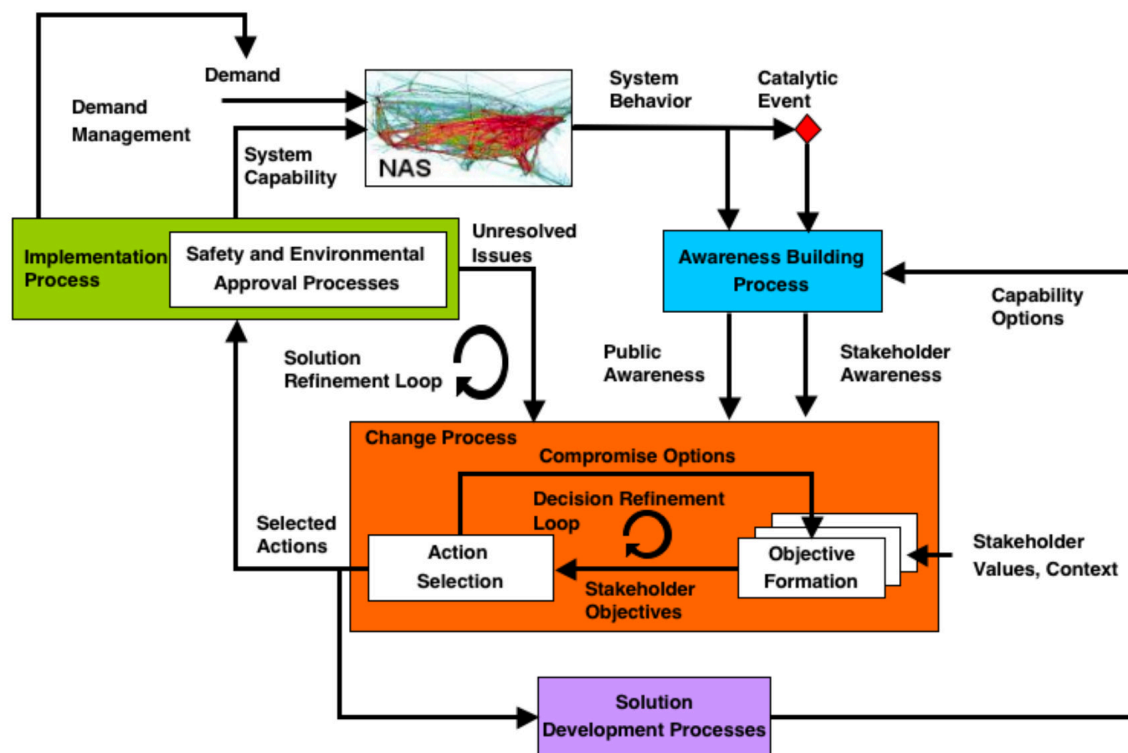 Demand
Demand
Management
System
Capability
NAS
System
Behavior
Catalytic
Event
Implementation
Process
Safety and Environmental
Approval Processes
Unresolved
Issues
Awareness Building
Process
Capability
Options
Solution
Refinement Loop
Public
Awareness
Stakeholder
Awareness
Change Process
Compromise Options
Decision Refinement
Loop
Selected
Actions
Action
Selection
Objective
Formation
Stakeholder
Objectives
Stakeholder
Values, Context
Solution
Development Processes